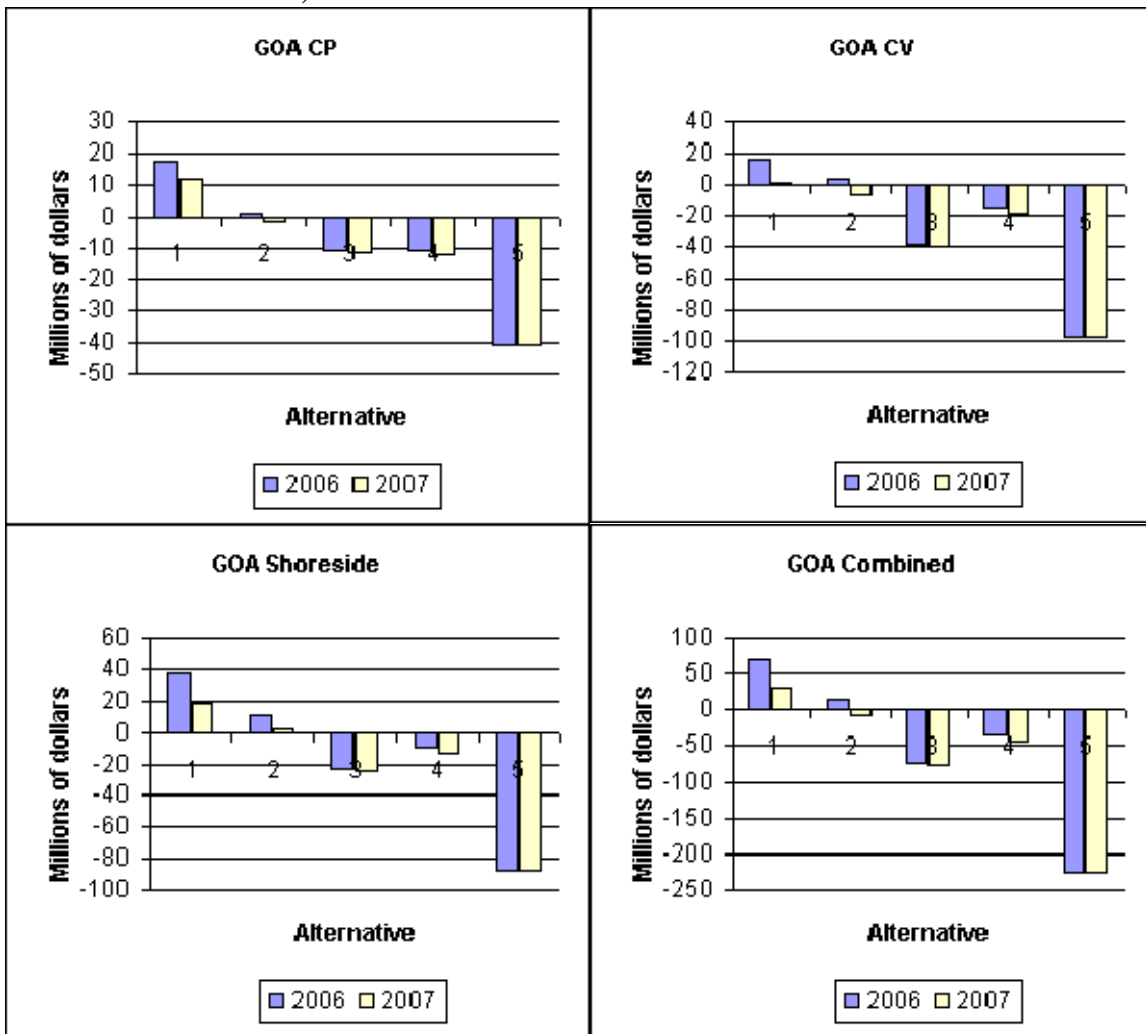 GOA CP
30
20
10
0
-10
-20
-30
-40
-50
Millions of dollars
1 2 3 4 5
Alternative
2006 2007
GOA CV
40
20
0
-20
-40
-60
-80
-100
-120
Millions of dollars
1 2 3 4 5
Alternative
2006 2007
GOA Shoreside
60
40
20
0
-20
-40
-60
-80
-100
Millions of dollars
1 2 3 4 5
Alternative
2006 2007
GOA Combined
100
50
0
-50
-100
-150
-200
-250
Millions of dollars
1 2 3 4 5
Alternative
2006 2007